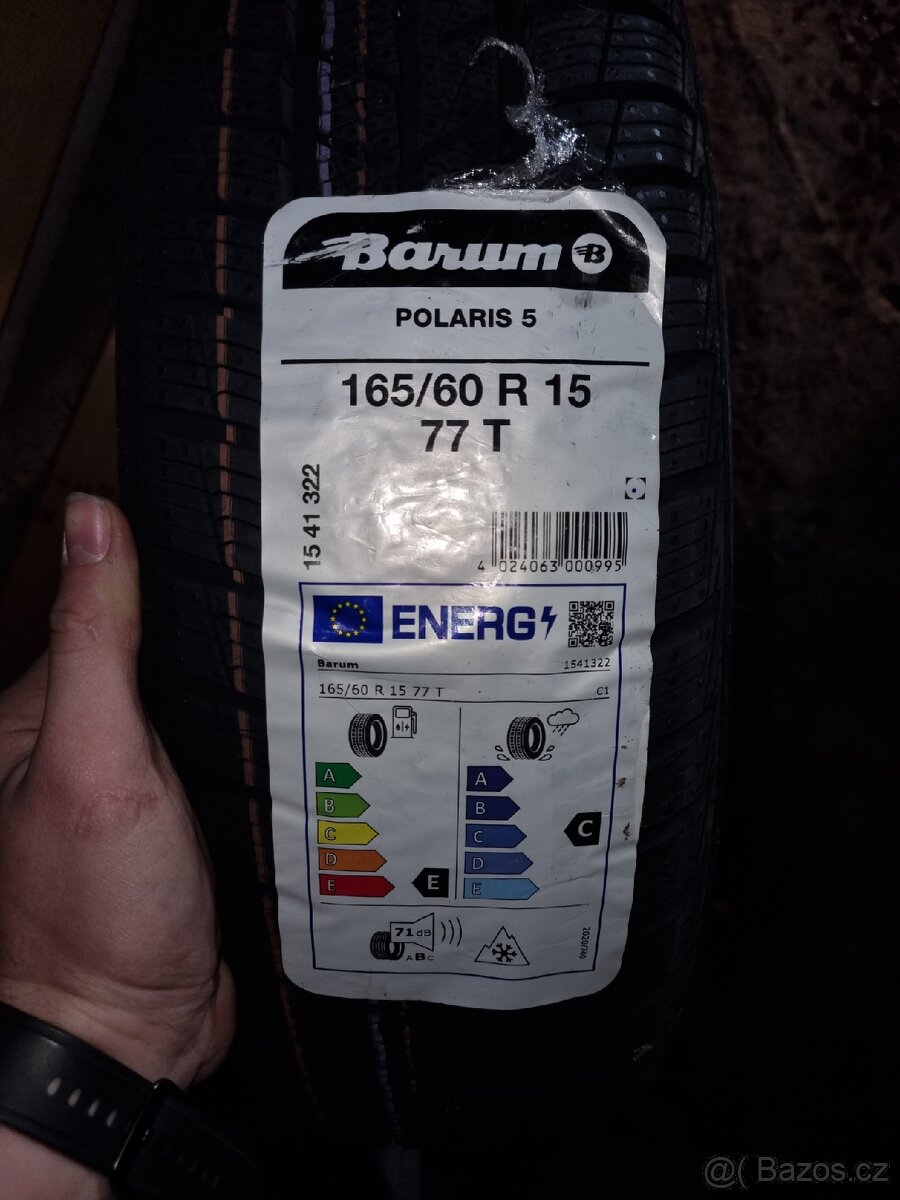 Barum B
POLARIS 5
165/60 R 15
77 T
15 41 322
4 024063 000995
ENERG
Barum 1541322
165/60 R 15 77 T C1
A A
B B
C C C
D D
E E E
71 dB
ABC
2020/740
@( Bazos.cz